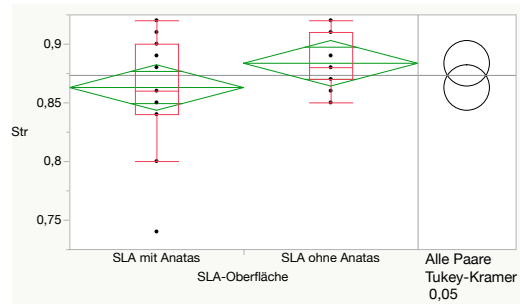 0,9
0,85
Str
0,8
0,75
SLA mit Anatas
SLA ohne Anatas
SLA-Oberfläche
Alle Paare
Tukey-Kramer
0,05